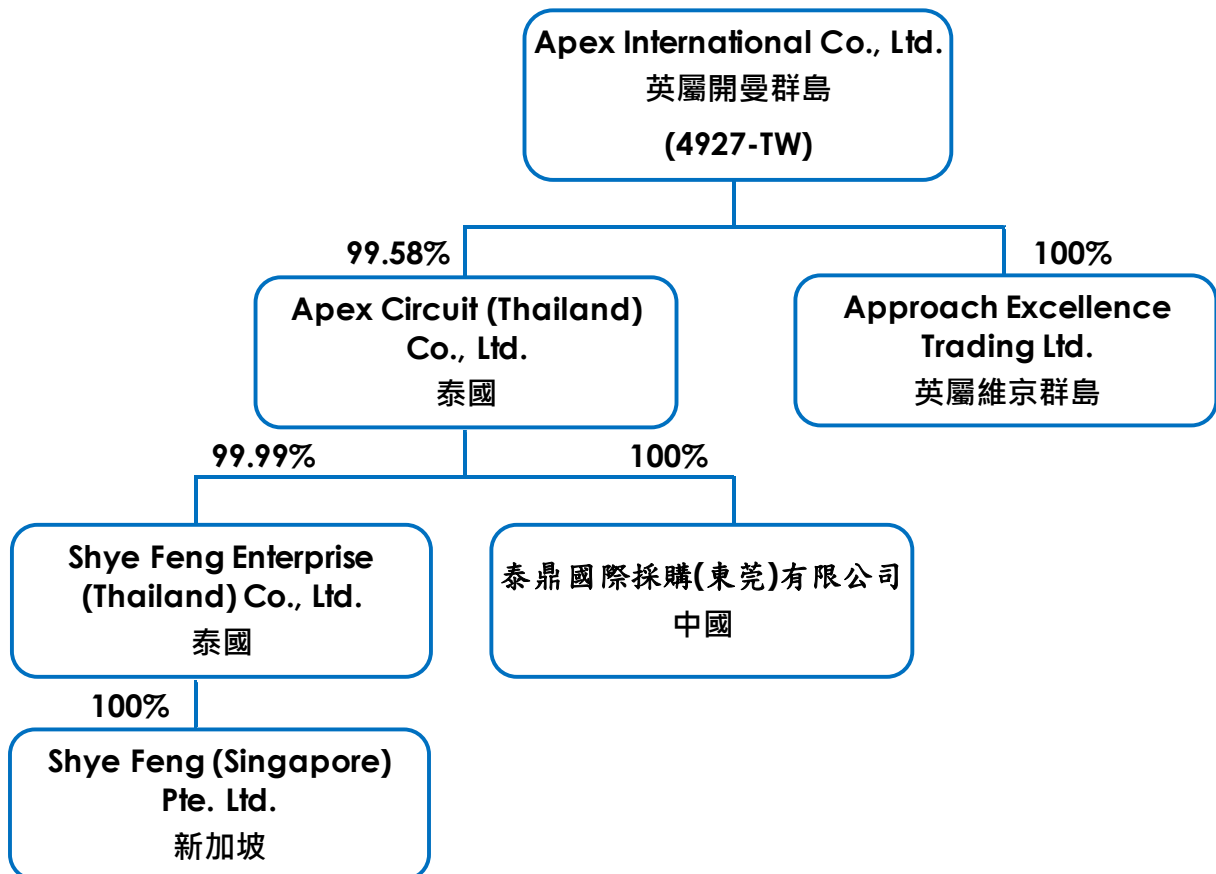 Apex International Co., Ltd.
英屬開曼群島
(4927-TW)
99.58%
100%
Apex Circuit (Thailand)
Co., Ltd.
泰國
Approach Excellence
Trading Ltd.
英屬維京群島
99.99%
100%
Shye Feng Enterprise
(Thailand) Co., Ltd.
泰國
泰鼎國際採購(東莞)有限公司
中國
100%
Shye Feng (Singapore)
Pte. Ltd.
新加坡